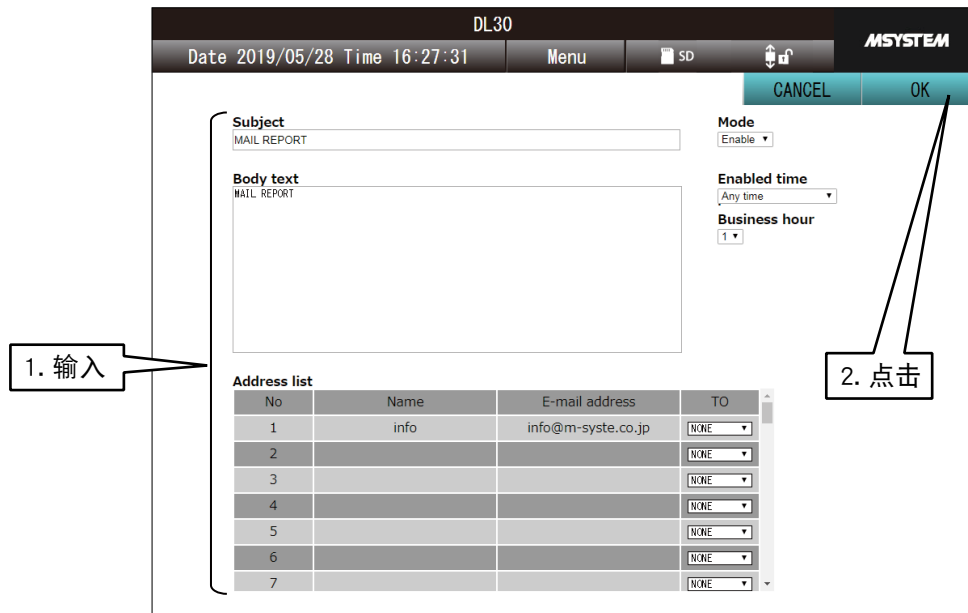 DL30
MSYSTEM
Date 2019/05/28 Time 16:27:31
Menu
SD
CANCEL
OK
Subject
MAIL REPORT
Mode
Enable
Body text
MAIL REPORT
Enabled time
Any time
Business hour
1
1. 输入
2. 点击
Address list
No Name E-mail address TO
1 info info@m-syste.co.jp NONE
2 NONE
3 NONE
4 NONE
5 NONE
6 NONE
7 NONE